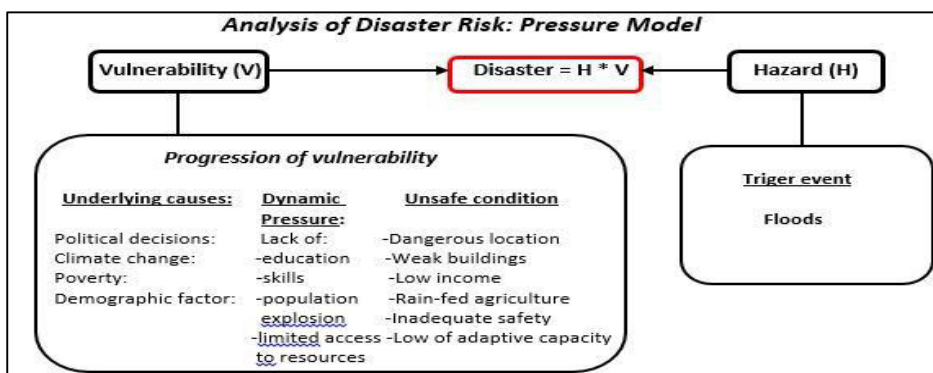 Analysis of Disaster Risk: Pressure Model
Vulnerability (V)
Disaster = H * V
Hazard (H)
Progression of vulnerability
Underlying causes:
Political decisions:
Climate change:
Poverty:
Demographic factor:
Dynamic
Pressure:
Lack of:
-education
-skills
-population
explosion
-limited access
to resources
Unsafe condition
-Dangerous location
-Weak buildings
-Low income
-Rain-fed agriculture
-Inadequate safety
-Low of adaptive capacity
Triger event
Floods